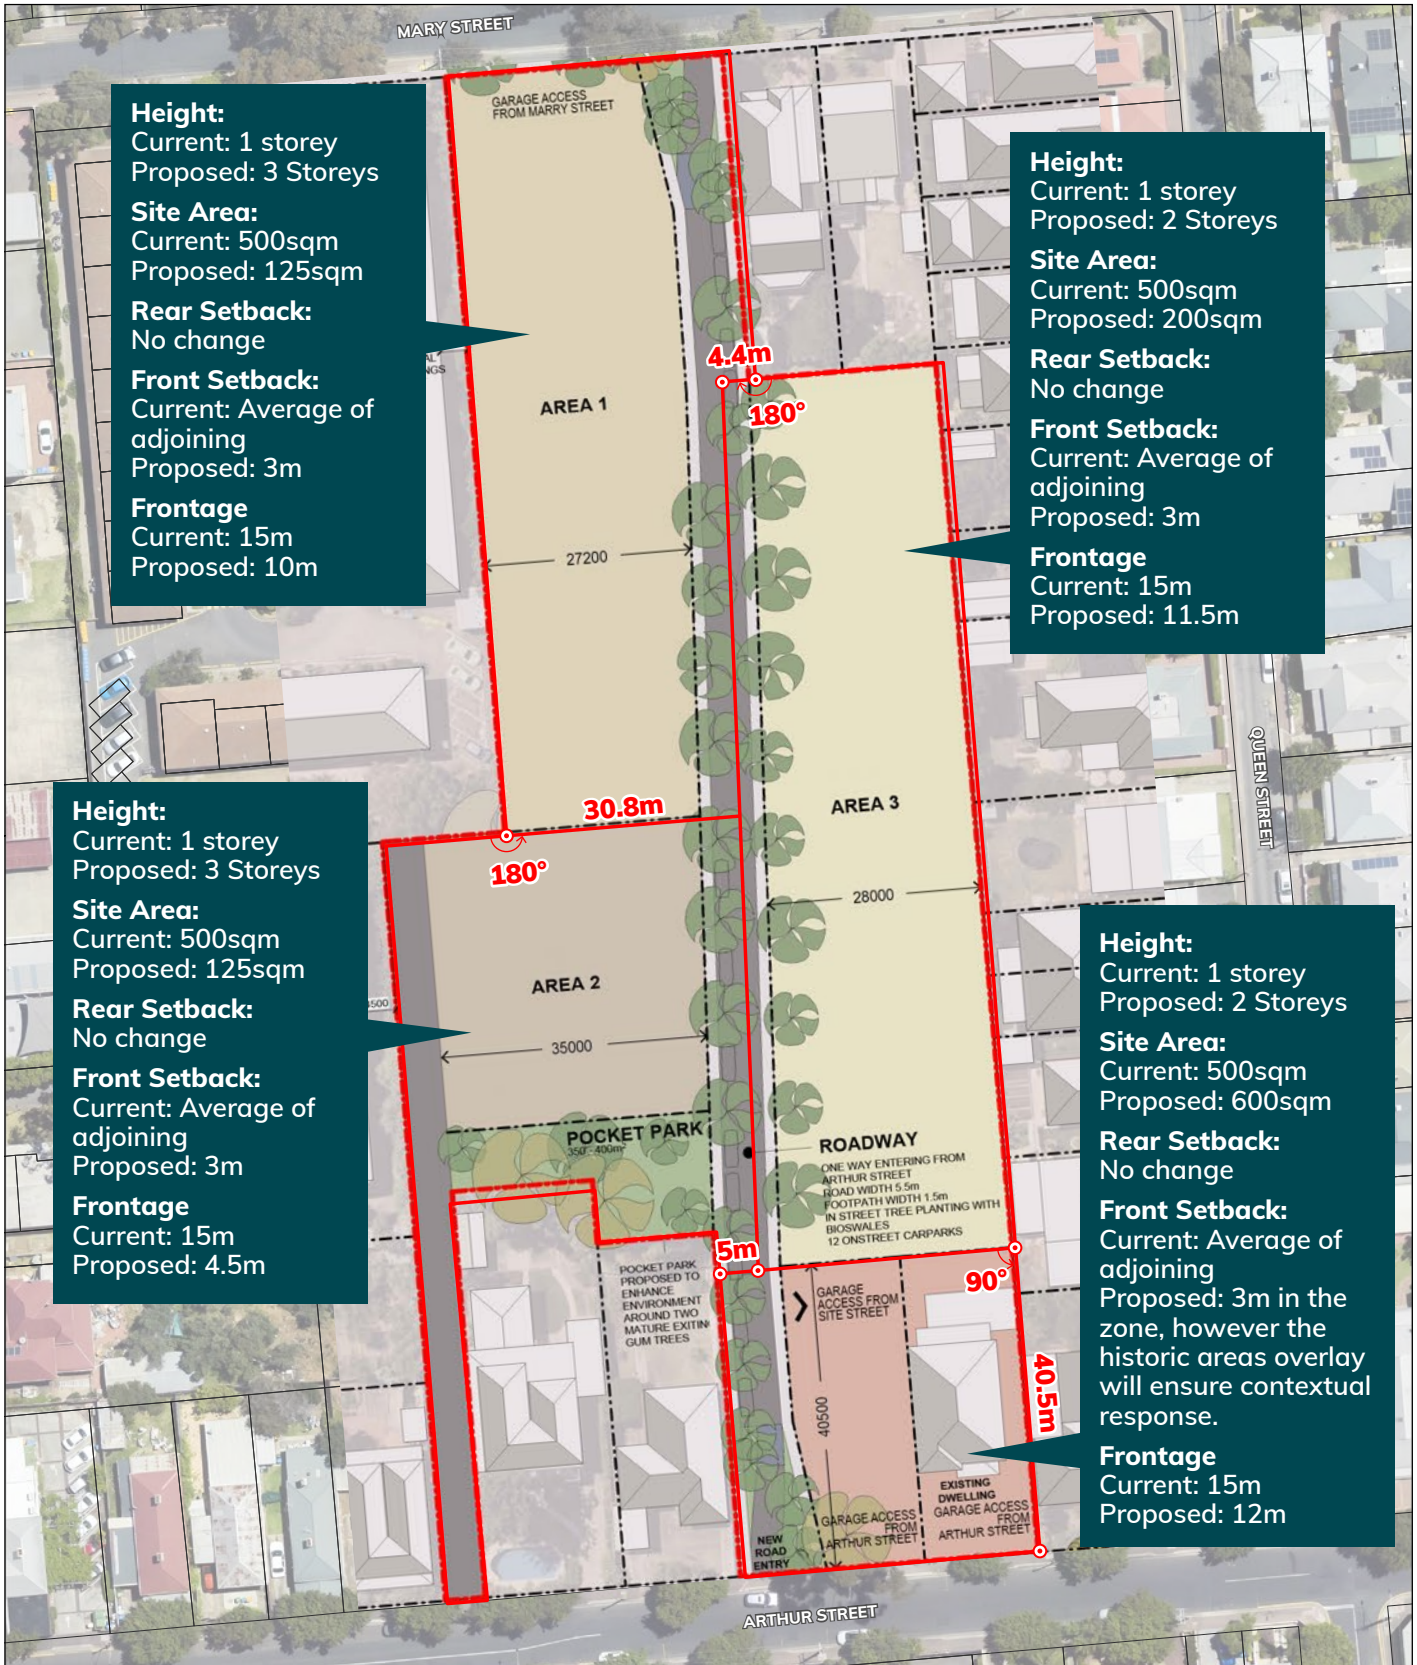 MARY STREET
GARAGE ACCESS
FROM MARRY STREET
Height:
Current: 1 storey
Proposed: 3 Storeys
Site Area:
Current: 500sqm
Proposed: 125sqm
Rear Setback:
No change
Front Setback:
Current: Average of
adjoining
Proposed: 3m
Frontage
Current: 15m
Proposed: 10m
Height:
Current: 1 storey
Proposed: 2 Storeys
Site Area:
Current: 500sqm
Proposed: 200sqm
Rear Setback:
No change
Front Setback:
Current: Average of
adjoining
Proposed: 3m
Frontage
Current: 15m
Proposed: 11.5m
4.4m
180°
AREA 1
27200
QUEEN STREET
30.8m
180°
AREA 3
28000
Height:
Current: 1 storey
Proposed: 3 Storeys
Site Area:
Current: 500sqm
Proposed: 125sqm
Rear Setback:
No change
Front Setback:
Current: Average of
adjoining
Proposed: 3m
Frontage
Current: 15m
Proposed: 4.5m
AREA 2
35000
Height:
Current: 1 storey
Proposed: 2 Storeys
Site Area:
Current: 500sqm
Proposed: 600sqm
Rear Setback:
No change
Front Setback:
Current: Average of
adjoining
Proposed: 3m in the
zone, however the
historic areas overlay
will ensure contextual
response.
Frontage
Current: 15m
Proposed: 12m
POCKET PARK
350 - 400m²
ROADWAY
ONE WAY ENTERING FROM
ARTHUR STREET
ROAD WIDTH 5.5m
FOOTPATH WIDTH 1.5m
IN STREET TREE PLANTING WITH
BIOSWALES
12 ONSTREET CARPARKS
5m
90°
POCKET PARK
PROPOSED TO
ENHANCE
ENVIRONMENT
AROUND TWO
MATURE EXITIN
GUM TREES
GARAGE
ACCESS FROM
SITE STREET
40500
40.5m
EXISTING
DWELLING
GARAGE ACCESS
FROM
ARTHUR STREET
GARAGE ACCESS
FROM
ARTHUR STREET
NEW
ROAD
ENTRY
ARTHUR STREET